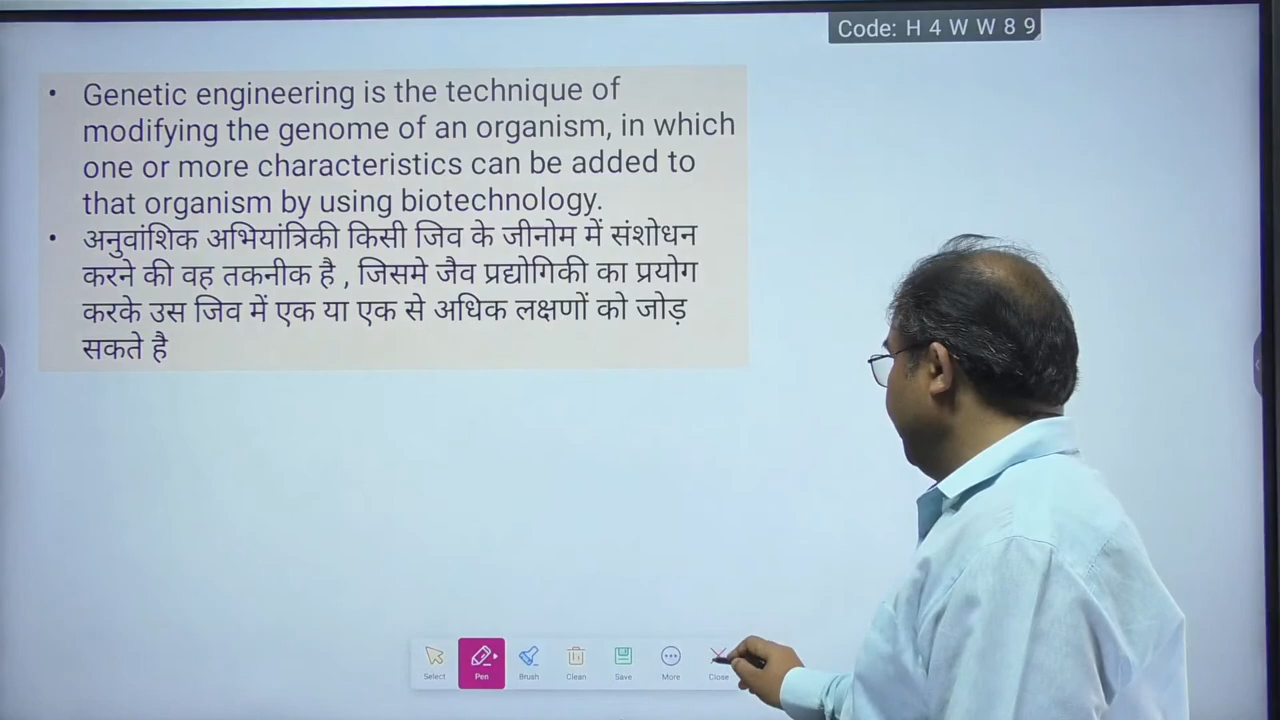 Code: H 4 W W 8 9
• Genetic engineering is the technique of
modifying the genome of an organism, in which
one or more characteristics can be added to
that organism by using biotechnology.
• अनुवांशिक अभियांत्रिकी किसी जिव के जीनोम में संशोधन
करने की वह तकनीक है , जिसमे जैव प्रद्योगिकी का प्रयोग
करके उस जिव में एक या एक से अधिक लक्षणों को जोड़
सकते है
Select Pen Brush Clean Save More Close